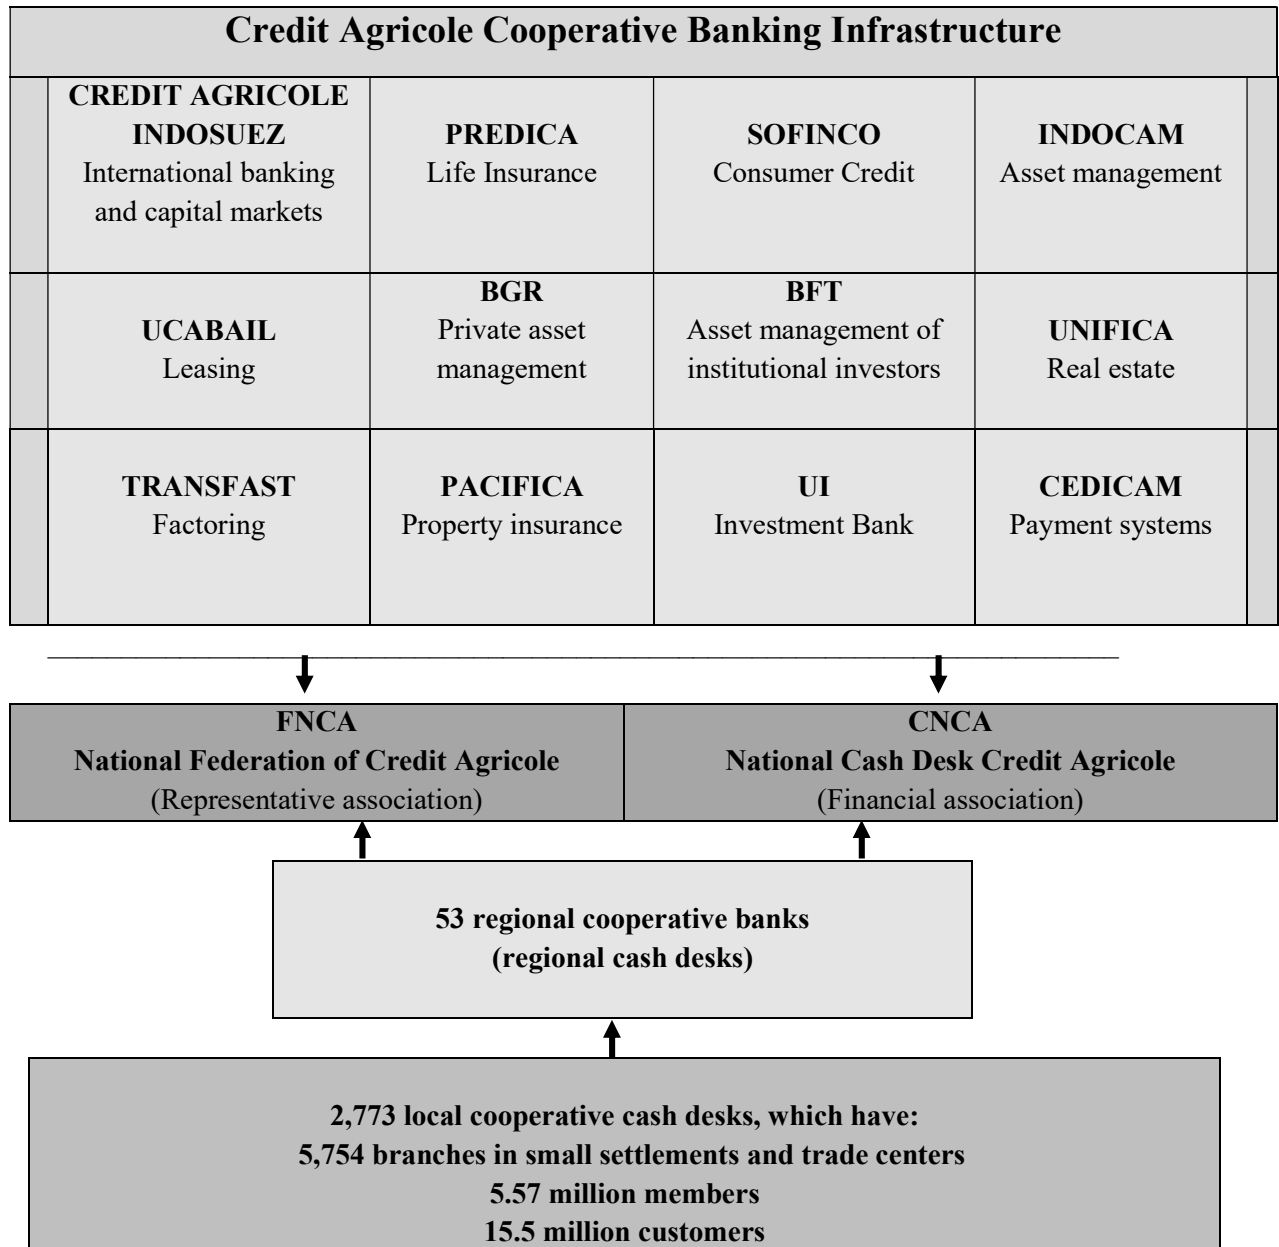 Credit Agricole Cooperative Banking Infrastructure
CREDIT AGRICOLE
INDOSUEZ
International banking
and capital markets
PREDICA
Life Insurance
SOFINCO
Consumer Credit
INDOCAM
Asset management
UCABAIL
Leasing
BGR
Private asset
management
BFT
Asset management of
institutional investors
UNIFICA
Real estate
TRANSFAST
Factoring
PACIFICA
Property insurance
UI
Investment Bank
CEDICAM
Payment systems
FNCA
National Federation of Credit Agricole
(Representative association)
CNCA
National Cash Desk Credit Agricole
(Financial association)
53 regional cooperative banks
(regional cash desks)
2,773 local cooperative cash desks, which have:
5,754 branches in small settlements and trade centers
5.57 million members
15.5 million customers